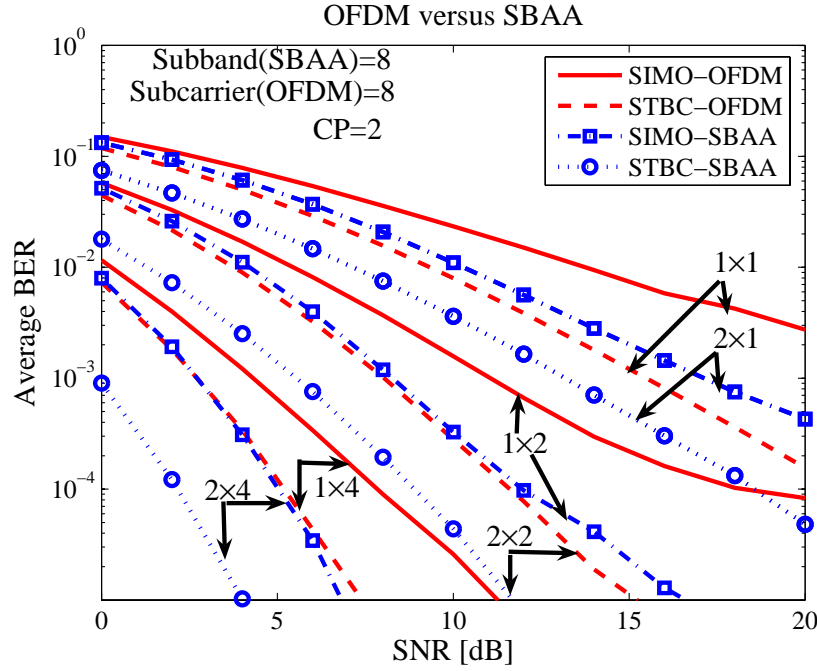 OFDM versus SBAA
Subband(SBAA)=8
Subcarrier(OFDM)=8
CP=2
SIMO−OFDM
STBC−OFDM
SIMO−SBAA
STBC−SBAA
1×1
2×1
1×2
1×4
2×4
2×2
10^0
10^-1
10^-2
10^-3
10^-4
Average BER
0 5 10 15 20
SNR [dB]